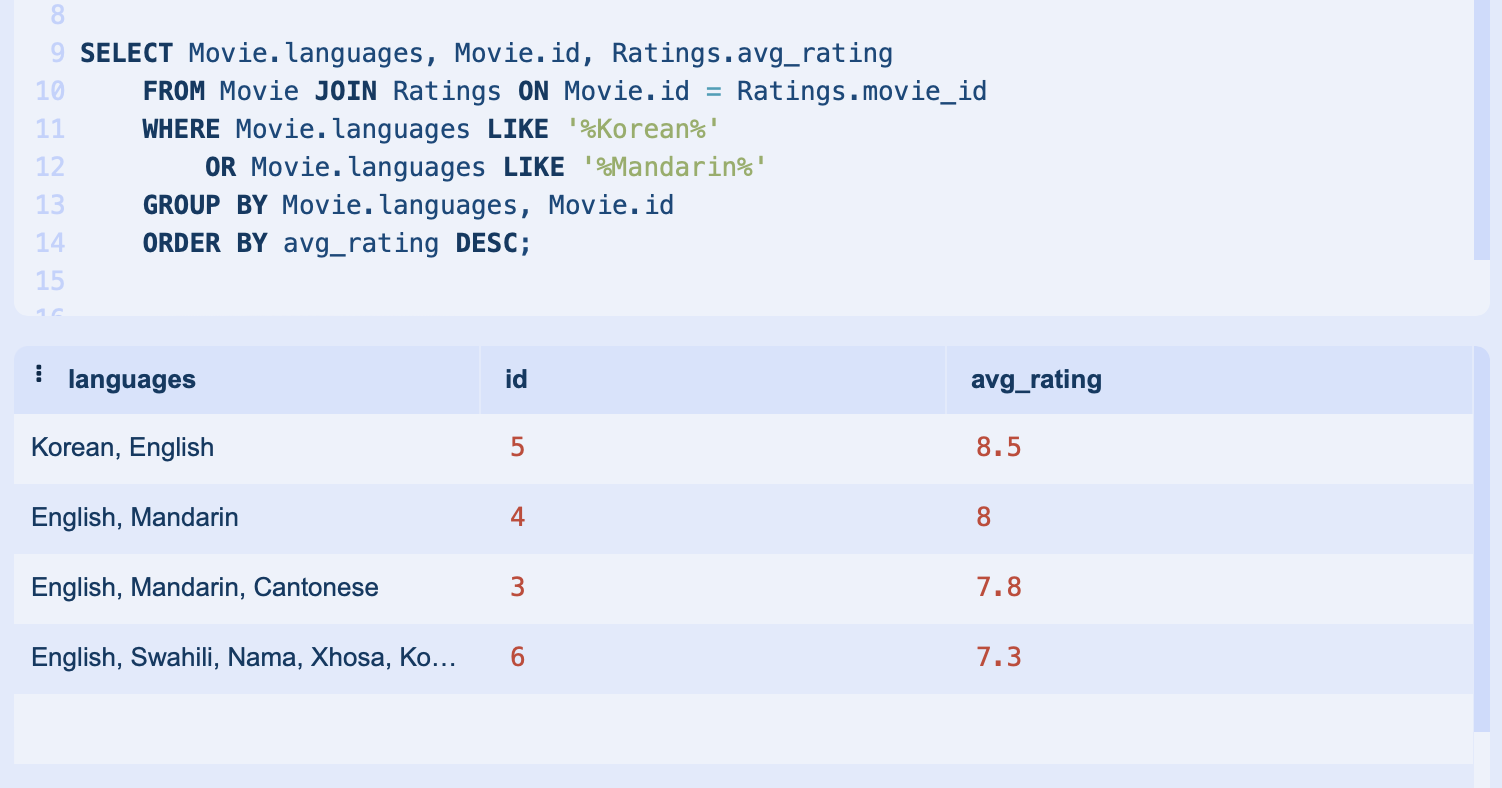 8
9 SELECT Movie.languages, Movie.id, Ratings.avg_rating
10 FROM Movie JOIN Ratings ON Movie.id = Ratings.movie_id
11 WHERE Movie.languages LIKE '%Korean%'
12 OR Movie.languages LIKE '%Mandarin%'
13 GROUP BY Movie.languages, Movie.id
14 ORDER BY avg_rating DESC;
15
16
languages id avg_rating
Korean, English 5 8.5
English, Mandarin 4 8
English, Mandarin, Cantonese 3 7.8
English, Swahili, Nama, Xhosa, Ko… 6 7.3